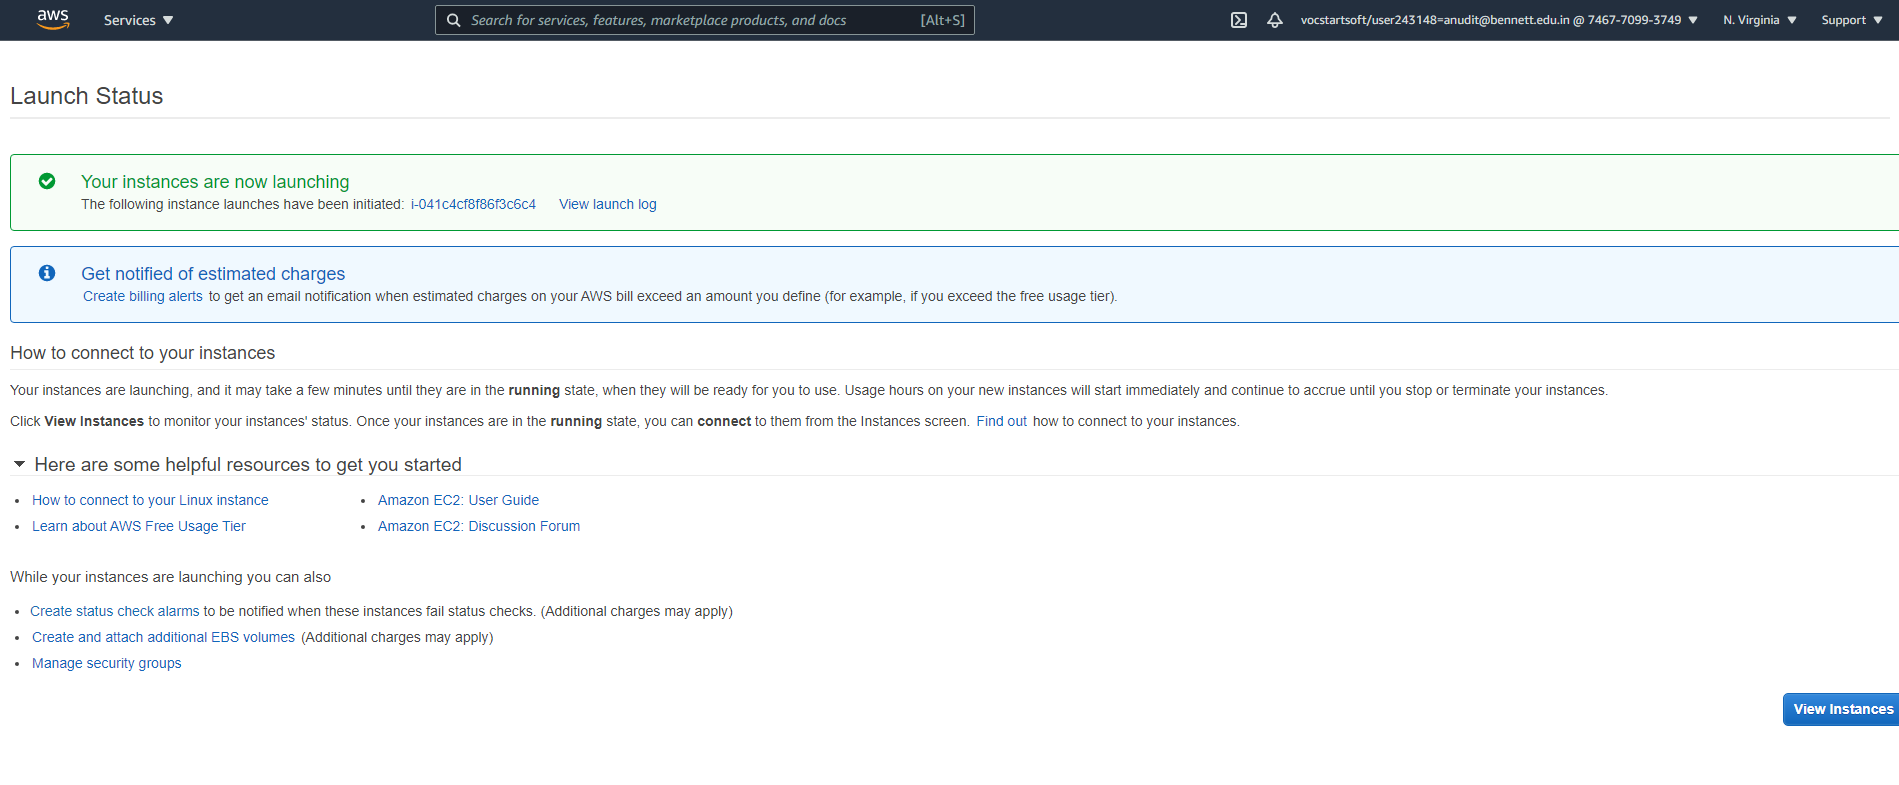 aws Services Search for services, features, marketplace products, and docs [Alt+S] vocstartsoft/user243148=anudit@bennett.edu.in @ 7467-7099-3749 N. Virginia Support
Launch Status
Your instances are now launching
The following instance launches have been initiated: i-041c4cf8f86f3c6c4 View launch log
Get notified of estimated charges
Create billing alerts to get an email notification when estimated charges on your AWS bill exceed an amount you define (for example, if you exceed the free usage tier).
How to connect to your instances
Your instances are launching, and it may take a few minutes until they are in the running state, when they will be ready for you to use. Usage hours on your new instances will start immediately and continue to accrue until you stop or terminate your instances.
Click View Instances to monitor your instances' status. Once your instances are in the running state, you can connect to them from the Instances screen. Find out how to connect to your instances.
Here are some helpful resources to get you started
• How to connect to your Linux instance • Amazon EC2: User Guide
• Learn about AWS Free Usage Tier • Amazon EC2: Discussion Forum
While your instances are launching you can also
• Create status check alarms to be notified when these instances fail status checks. (Additional charges may apply)
• Create and attach additional EBS volumes (Additional charges may apply)
• Manage security groups
View Instances